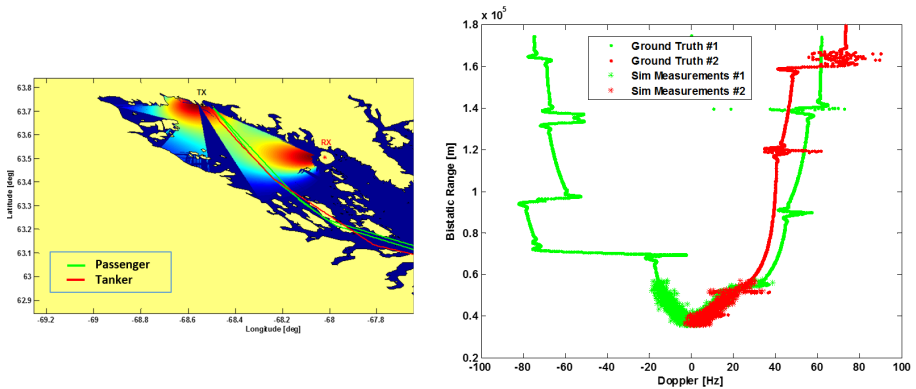 63.8
63.7
63.6
63.5
63.4
63.3
63.2
63.1
63
62.9
Latitude [deg]
TX
RX
Passenger
Tanker
-69.2
-69
-68.8
-68.6
-68.4
-68.2
-68
-67.8
Longitude [deg]
x 10⁵
1.8
1.6
1.4
1.2
1
0.8
0.6
0.4
0.2
Bistatic Range [m]
Ground Truth #1
Ground Truth #2
Sim Measurements #1
Sim Measurements #2
-100
-80
-60
-40
-20
0
20
40
60
80
100
Doppler [Hz]